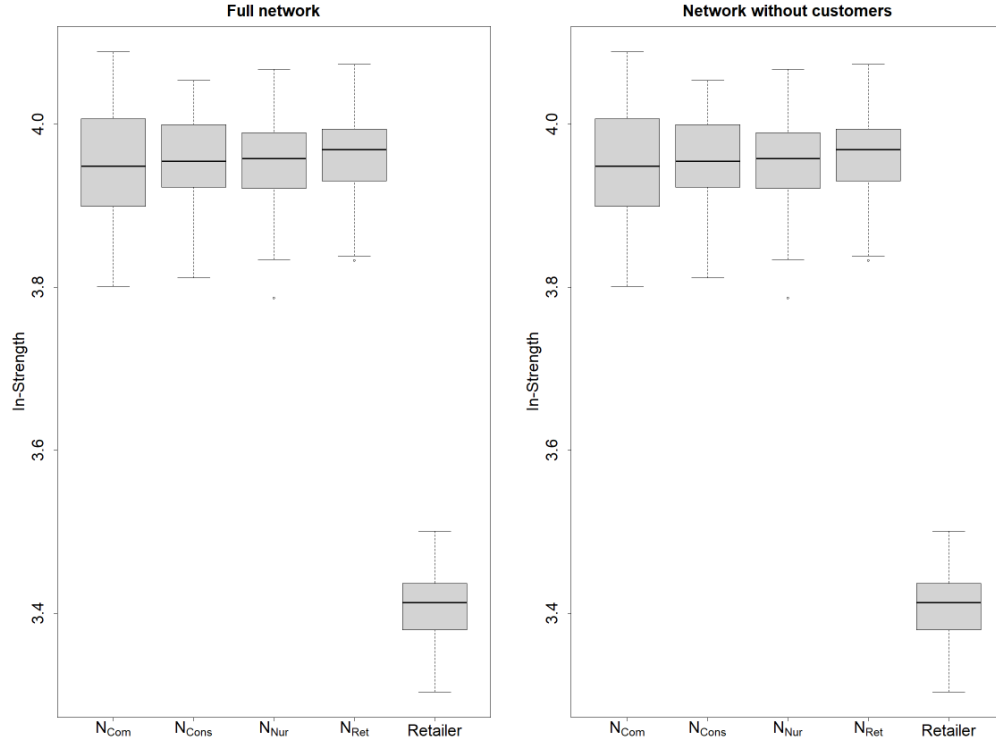 Full network
In-Strength
4.0
3.8
3.6
3.4
N_Com N_Cons N_Nur N_Ret Retailer
Network without customers
In-Strength
4.0
3.8
3.6
3.4
N_Com N_Cons N_Nur N_Ret Retailer